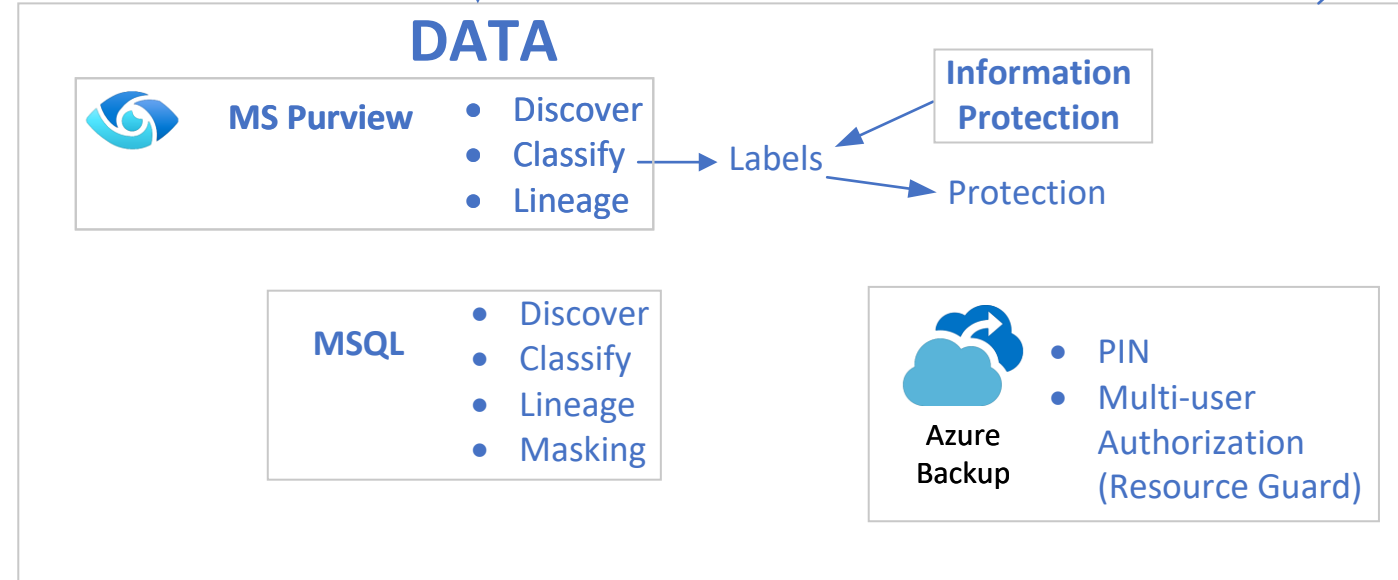 DATA
MS Purview
• Discover
• Classify
• Lineage
Labels
Information
Protection
Protection
MSQL
• Discover
• Classify
• Lineage
• Masking
Azure
Backup
• PIN
• Multi-user
Authorization
(Resource Guard)